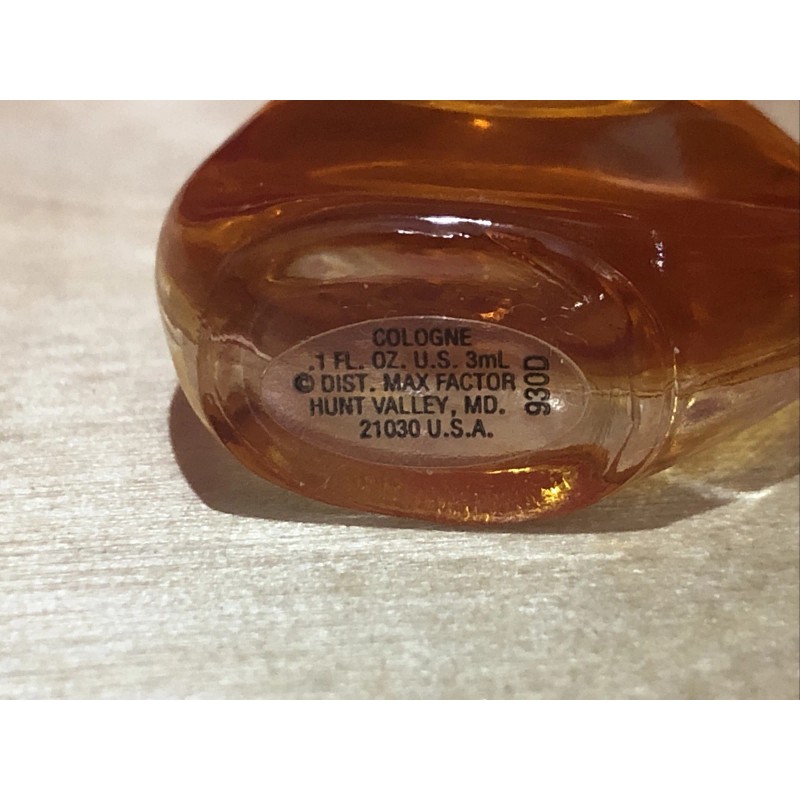 COLOGNE
.1 FL. OZ. U.S. 3mL
© DIST. MAX FACTOR
HUNT VALLEY, MD.
21030 U.S.A.
930D